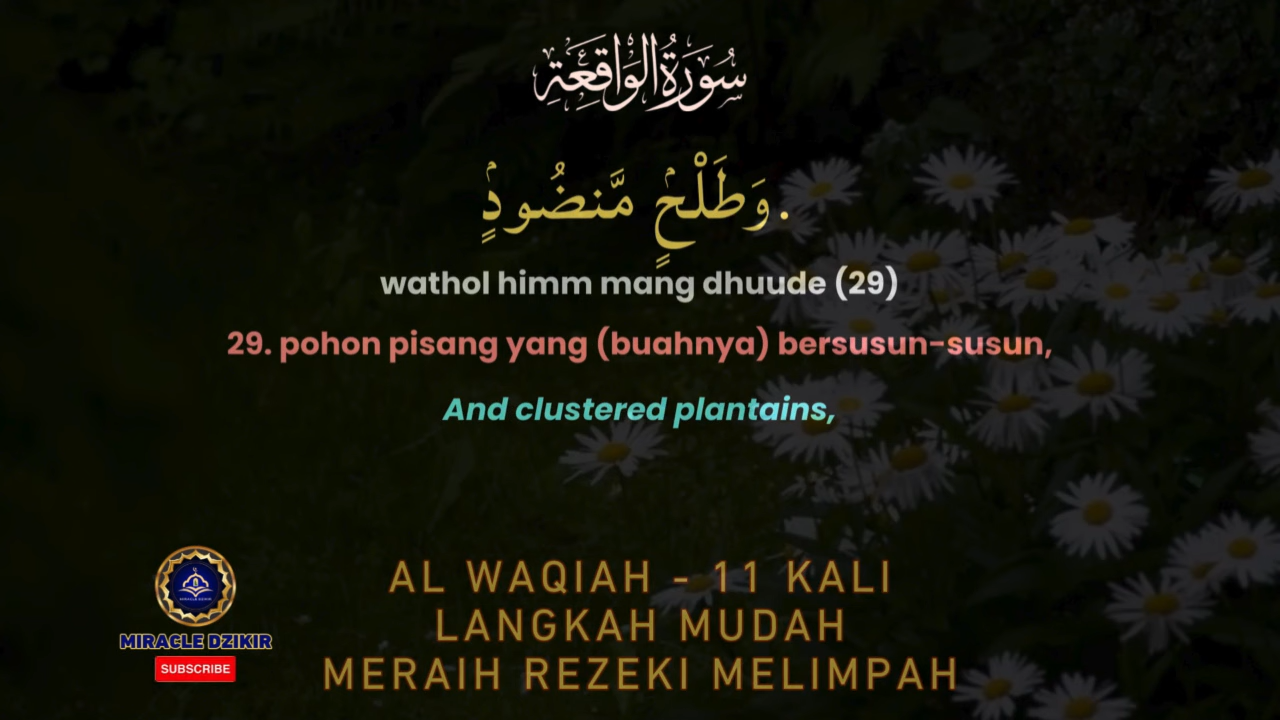 سُورَةُ الوَاقِعَةِ
وَطَلْحٍ مَّنضُودٍ.
wathol himm mang dhuude (29)
29. pohon pisang yang (buahnya) bersusun-susun,
And clustered plantains,
AL WAQIAH - 11 KALI
LANGKAH MUDAH
MERAIH REZEKI MELIMPAH
MIRACLE DZIKIR
SUBSCRIBE